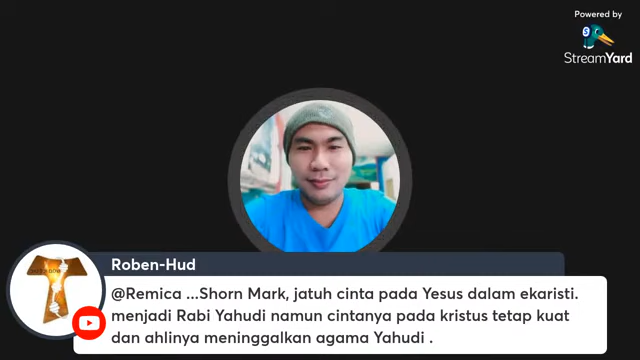 Powered by
StreamYard
Roben-Hud
@Remica ...Shorn Mark, jatuh cinta pada Yesus dalam ekaristi.
menjadi Rabi Yahudi namun cintanya pada kristus tetap kuat
dan ahlinya meninggalkan agama Yahudi .